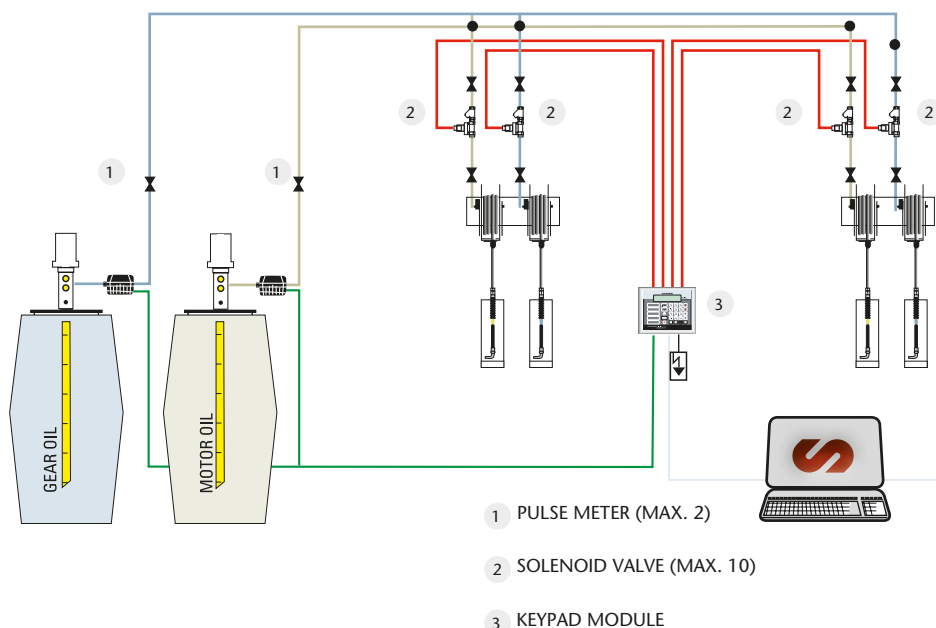 2
2
2
2
1
1
3
GEAR OIL
MOTOR OIL
1 PULSE METER (MAX. 2)
2 SOLENOID VALVE (MAX. 10)
3 KEYPAD MODULE